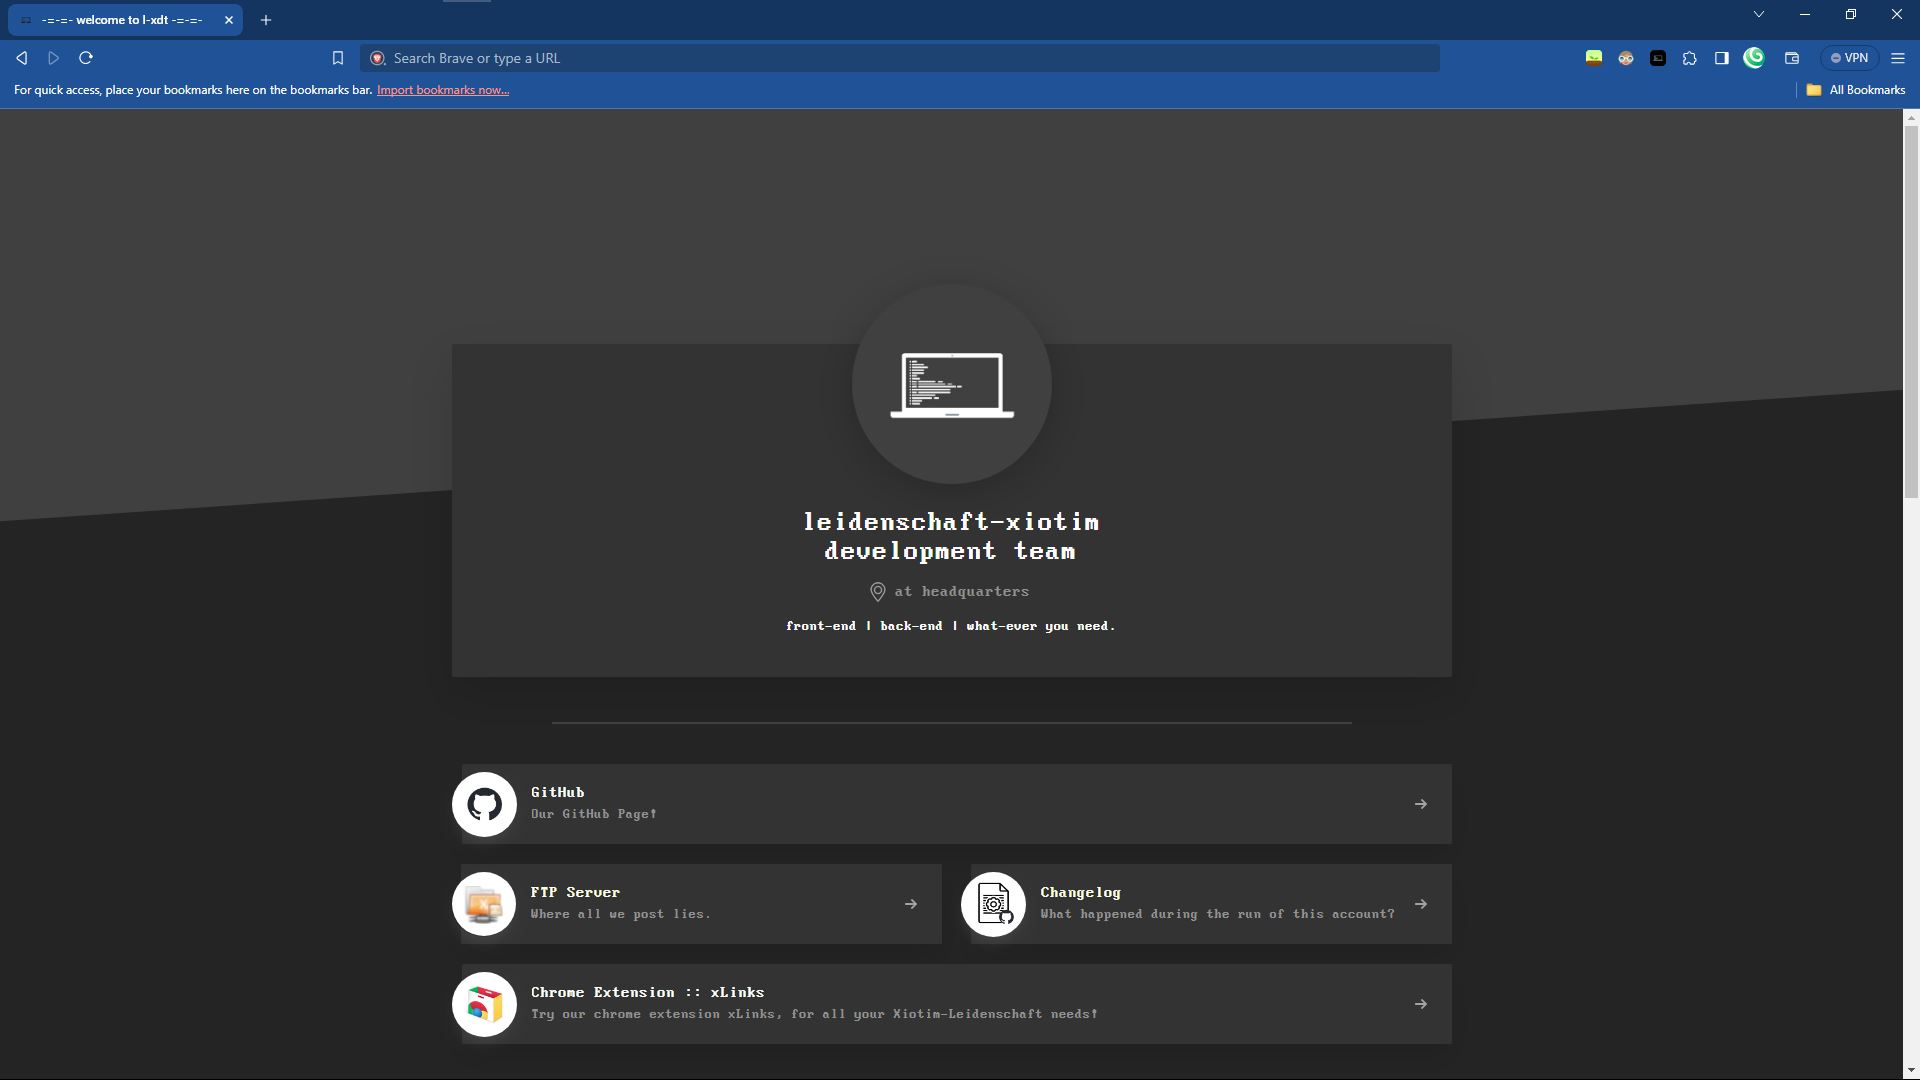 -=-=- welcome to l-xdt -=-=-
Search Brave or type a URL
VPN
For quick access, place your bookmarks here on the bookmarks bar. Import bookmarks now...
All Bookmarks
leidenschaft-xiotim
development team
at headquarters
front-end | back-end | what-ever you need.
GitHub
Our GitHub Page!
FTP Server
Where all we post lies.
Changelog
What happened during the run of this account?
Chrome Extension :: xLinks
Try our chrome extension xLinks, for all your Xiotim-Leidenschaft needs!